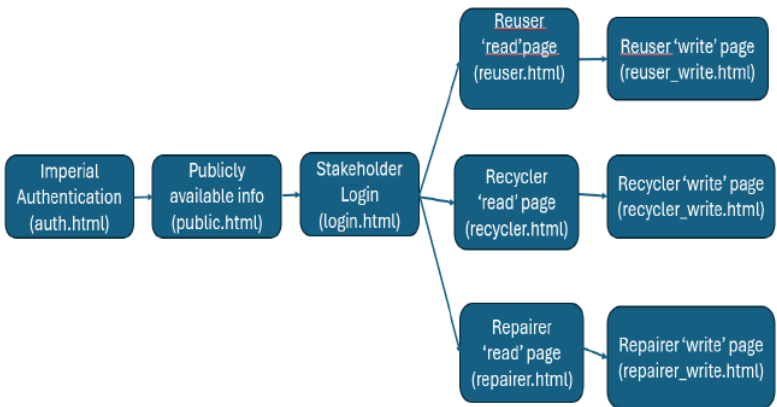 Imperial
Authentication
(auth.html)
Publicly
available info
(public.html)
Stakeholder
Login
(login.html)
Reuser
‘read’page
(reuser.html)
Reuser ‘write’ page
(reuser_write.html)
Recycler
‘read’ page
(recycler.html)
Recycler ‘write’ page
(recycler_write.html)
Repairer
‘read’ page
(repairer.html)
Repairer ‘write’ page
(repairer_write.html)